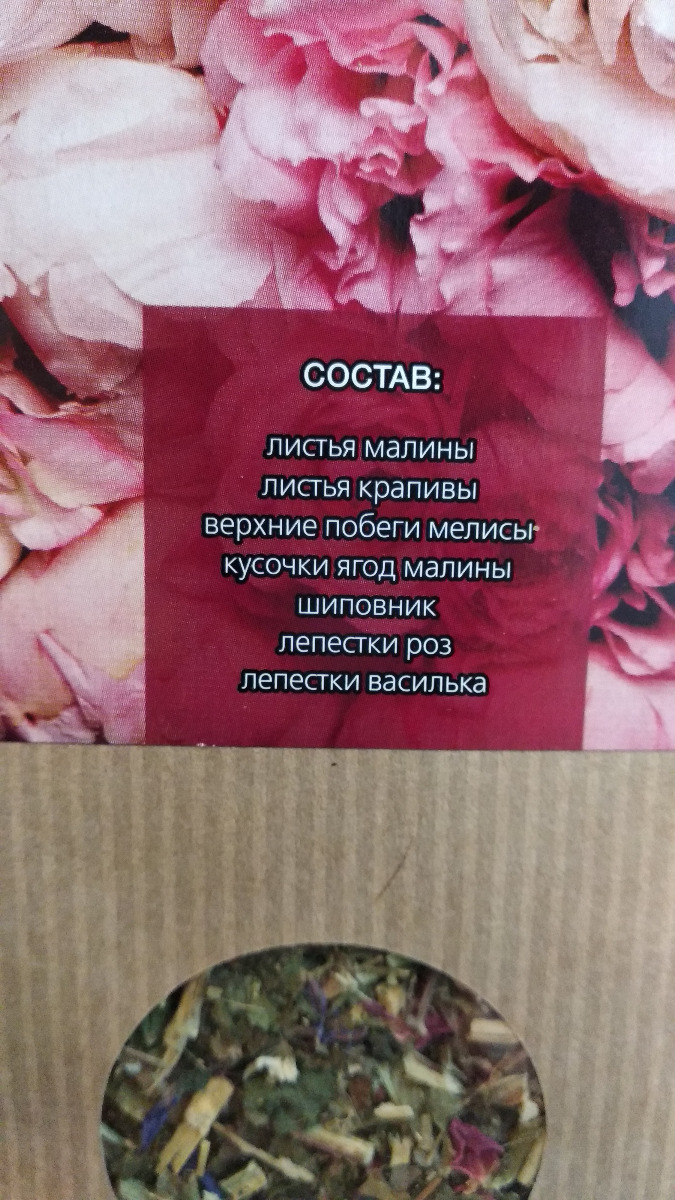 СОСТАВ:
листья малины
листья крапивы
верхние побеги мелисы
кусочки ягод малины
шиповник
лепестки роз
лепестки василька